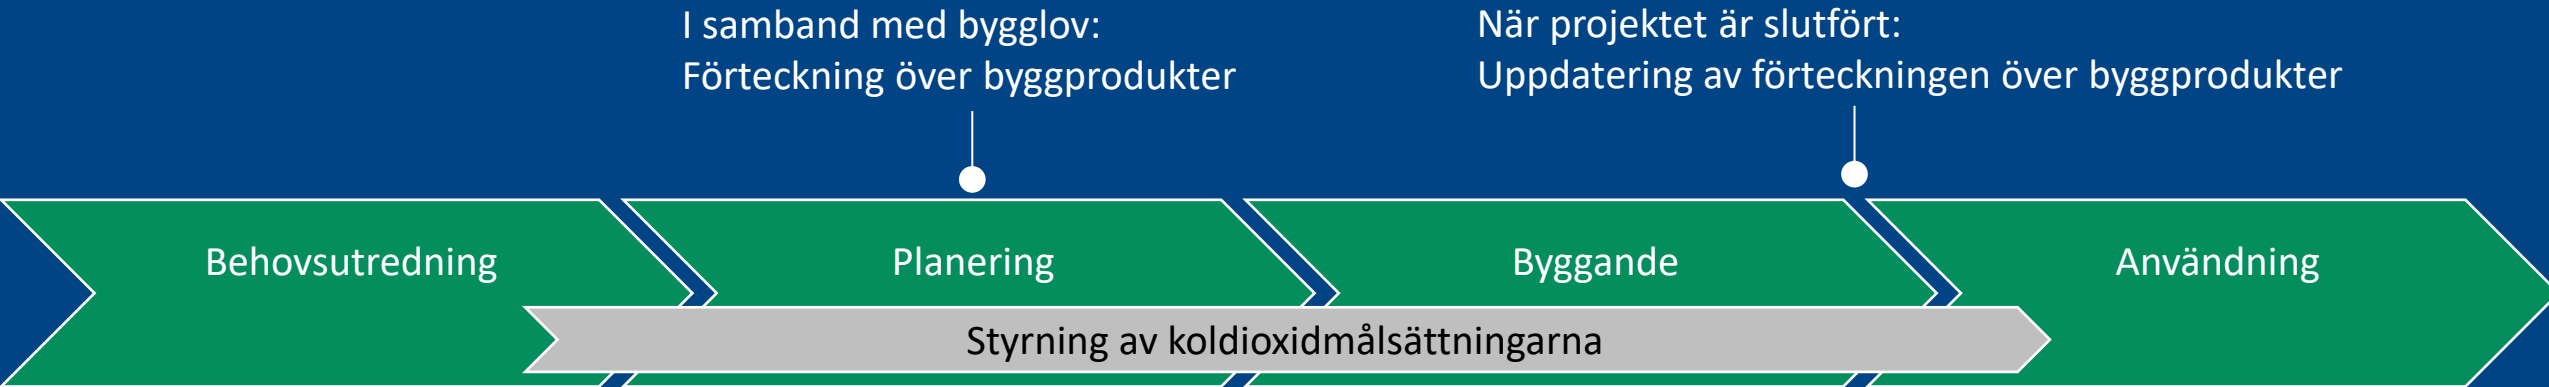 I samband med bygglov:
Förteckning över byggprodukter
När projektet är slutfört:
Uppdatering av förteckningen över byggprodukter
Behovsutredning
Planering
Byggande
Användning
Styrning av koldioxidmålsättningarna